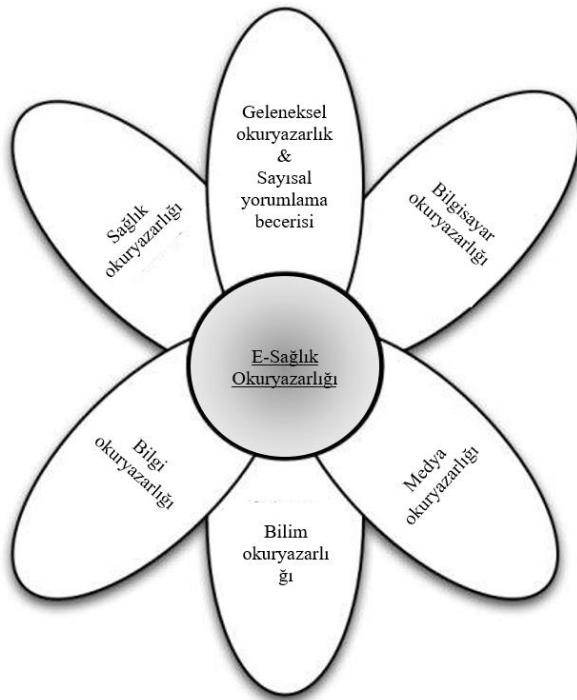 Geleneksel
okuryazarlık
&
Sayısal
yorumlama
becerisi
Sağlık
okuryazarlığı
Bilgisayar
okuryazarlığı
E-Sağlık
Okuryazarlığı
Bilgi
okuryazarlığı
Medya
okuryazarlığı
Bilim
okuryazarlı
ğı